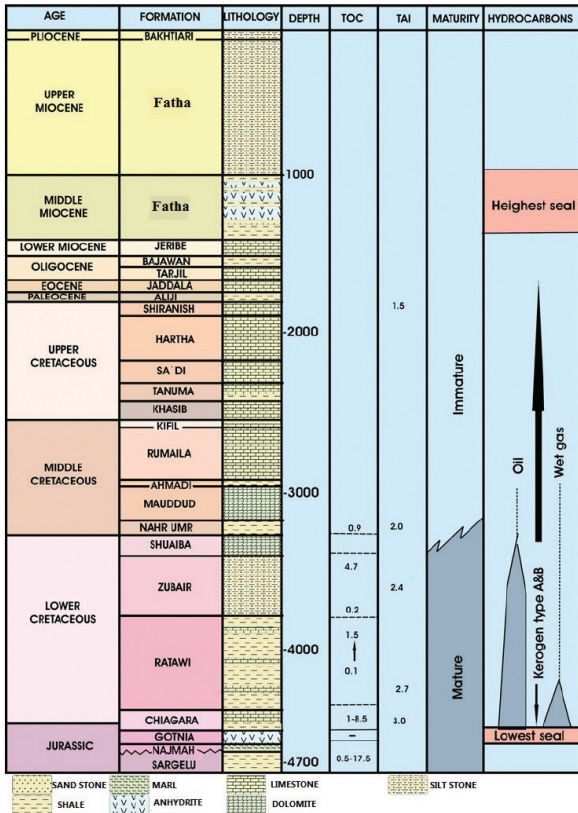 AGE FORMATION LITHOLOGY DEPTH TOC TAI MATURITY HYDROCARBONS
PLIOCENE BAKHTIARI
UPPER
MIOCENE
Fatha
1000
MIDDLE
MIOCENE
Fatha
Heighest seal
LOWER MIOCENE JERIBE
OLIGOCENE BAJAWAN
TARJIL
EOCENE JADDALA
PALEOCENE ALIJI
UPPER
CRETACEOUS
SHIRANISH
1.5
-2000
HARTHA
SA`DI
TANUMA
KHASIB
Immature
MIDDLE
CRETACEOUS
KIFIL
RUMAILA
AHMADI
-3000
MAUDDUD
NAHR UMR
0.9
2.0
Oil
Wet gas
LOWER
CRETACEOUS
SHUAIBA
4.7
ZUBAIR
2.4
0.2
RATAWI
1.5
-4000
0.1
2.7
Mature
Kerogen type A&B
CHIAGARA
1-8.5
3.0
JURASSIC
GOTNIA
–
Lowest seal
NAJMAH
SARGELU
0.5-17.5
-4700
SAND STONE MARL LIMESTONE SILT STONE
SHALE ANHYDRITE DOLOMITE